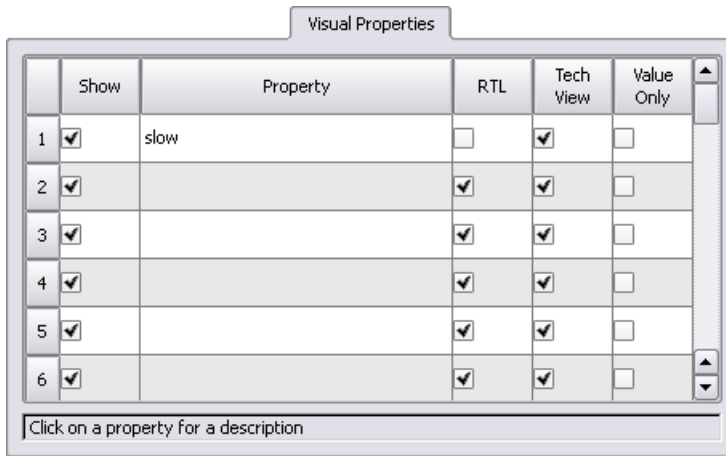 Visual Properties
Show Property RTL Tech View Value Only
1 slow
2
3
4
5
6
Click on a property for a description